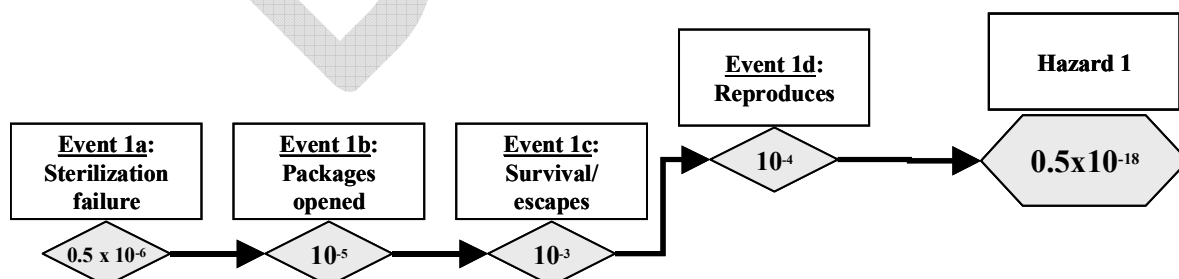 Event 1a:
Sterilization
failure
0.5 x 10⁻⁶
Event 1b:
Packages
opened
10⁻⁵
Event 1c:
Survival/
escapes
10⁻³
Event 1d:
Reproduces
10⁻⁴
Hazard 1
0.5x10⁻¹⁸